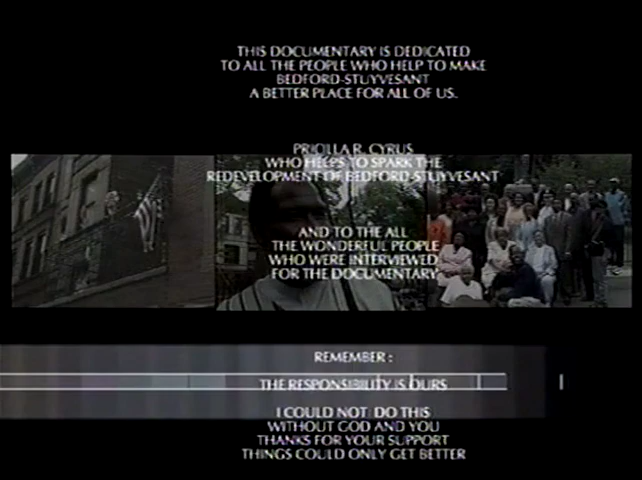 THIS DOCUMENTARY IS DEDICATED
TO ALL THE PEOPLE WHO HELP TO MAKE
BEDFORD-STUYVESANT
A BETTER PLACE FOR ALL OF US.
PRIOLLA R. CYRUS
WHO HELPS TO SPARK THE
REDEVELOPMENT OF BEDFORD-STUYVESANT
AND TO THE ALL
THE WONDERFUL PEOPLE
WHO WERE INTERVIEWED
FOR THE DOCUMENTARY
REMEMBER :
THE RESPONSIBILITY IS OURS
I COULD NOT DO THIS
WITHOUT GOD AND YOU
THANKS FOR YOUR SUPPORT
THINGS COULD ONLY GET BETTER